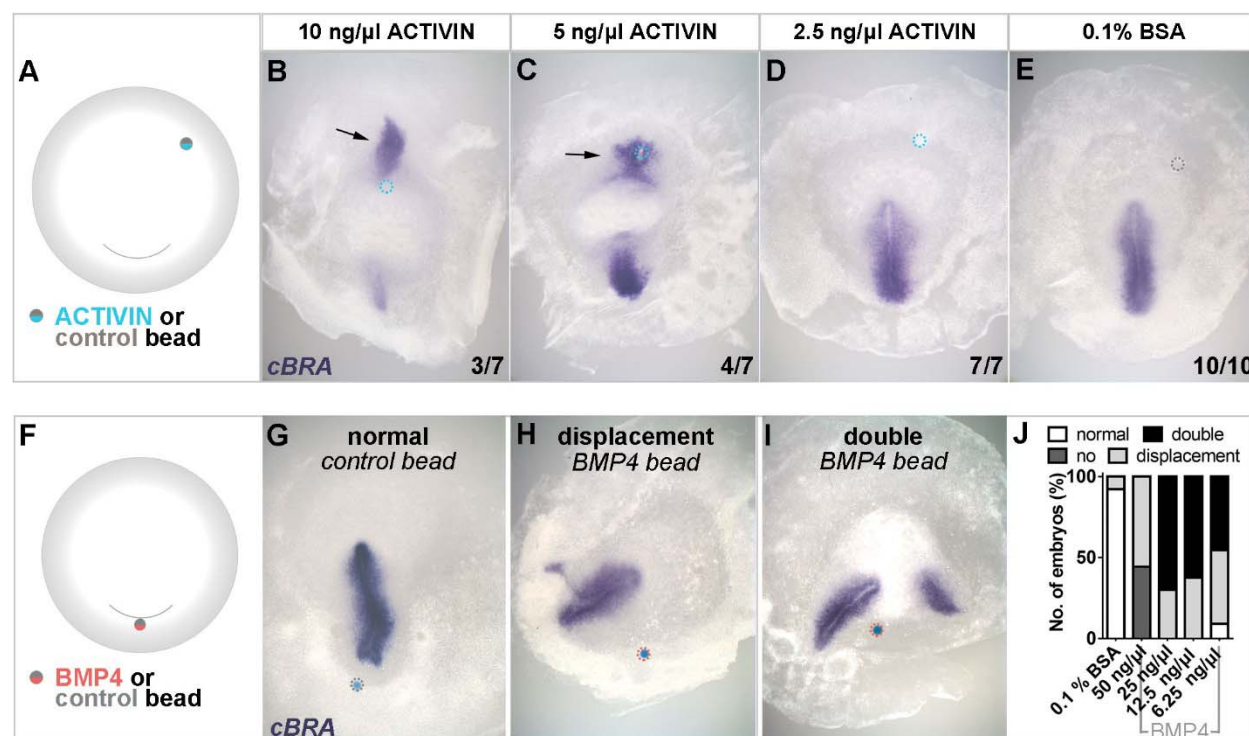 10 ng/µl ACTIVIN
5 ng/µl ACTIVIN
2.5 ng/µl ACTIVIN
0.1% BSA
A
ACTIVIN or
control bead
B
cBRA
3/7
C
4/7
D
7/7
E
10/10
F
BMP4 or
control bead
G
normal
control bead
cBRA
H
displacement
BMP4 bead
I
double
BMP4 bead
J
normal
double
no
displacement
No. of embryos (%)
100
50
0
0.1 % BSA
50 ng/µl
25 ng/µl
12.5 ng/µl
6.25 ng/µl
BMP4